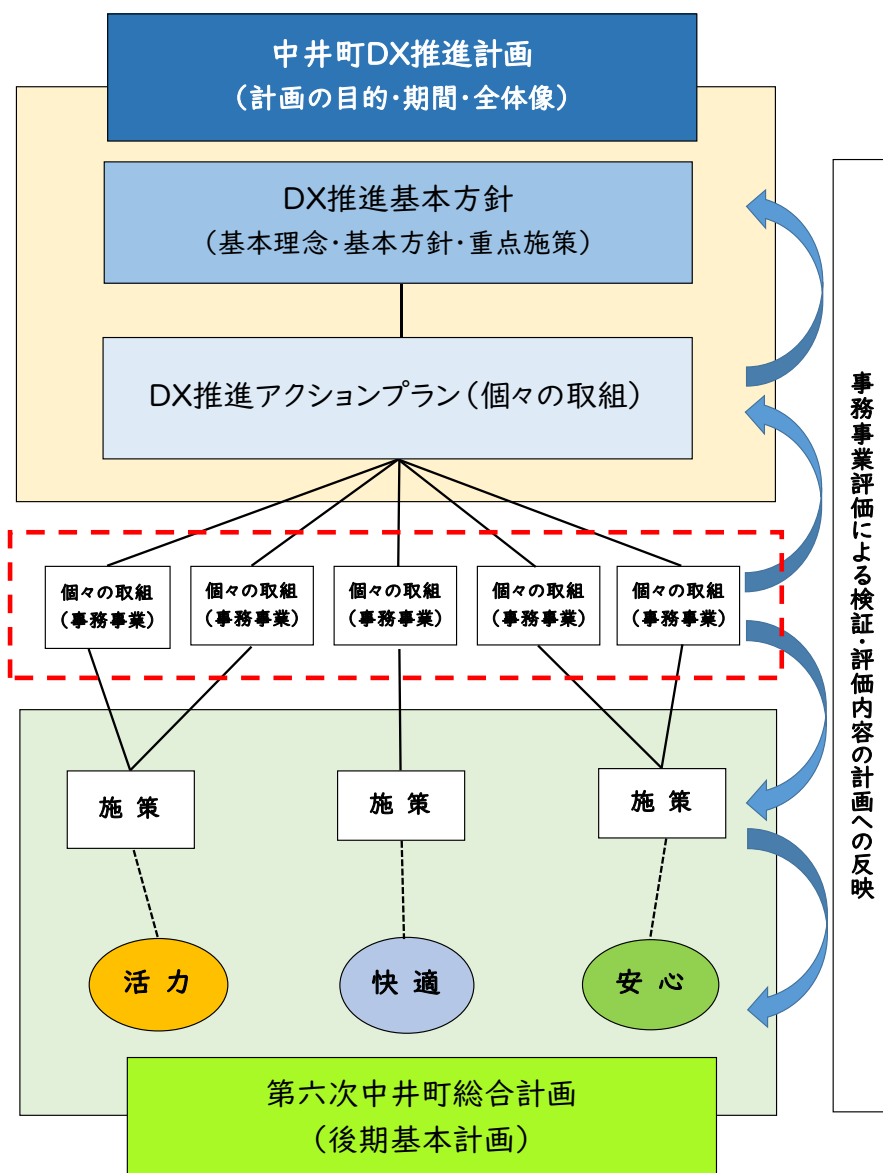 中井町DX推進計画
（計画の目的・期間・全体像）
DX推進基本方針
（基本理念・基本方針・重点施策）
DX推進アクションプラン（個々の取組）
個々の取組
（事務事業）
個々の取組
（事務事業）
個々の取組
（事務事業）
個々の取組
（事務事業）
個々の取組
（事務事業）
施 策
施 策
施 策
活 力
快 適
安 心
第六次中井町総合計画
（後期基本計画）
事務事業評価による検証・評価内容の計画への反映